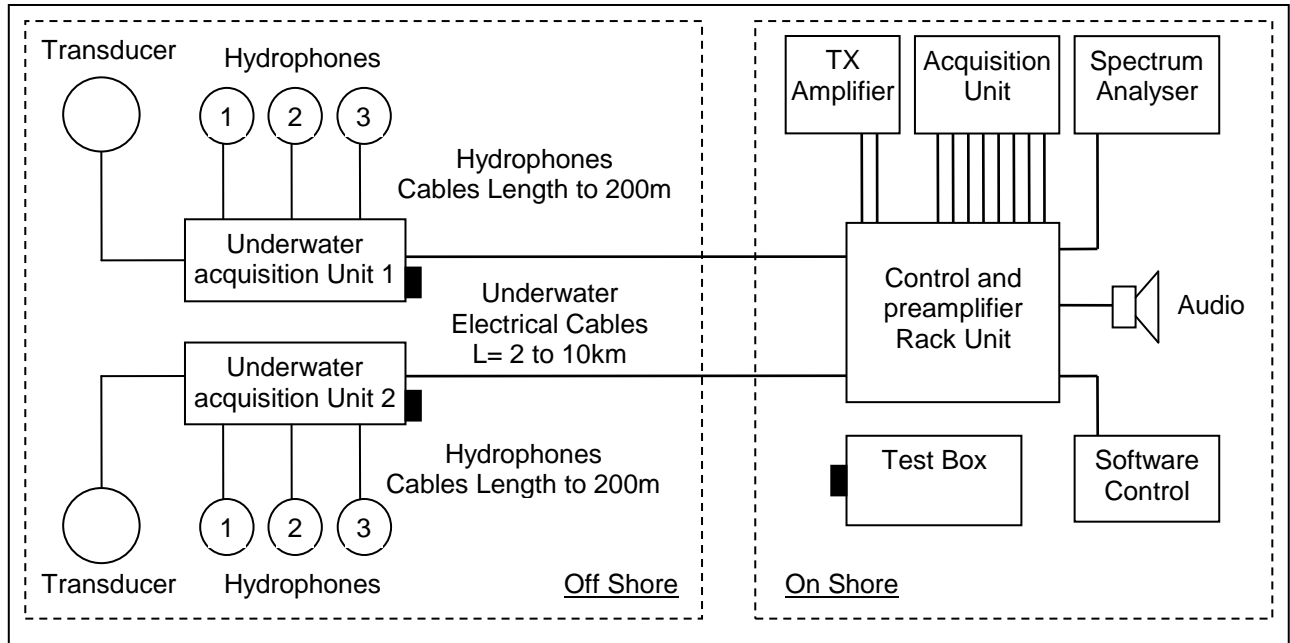 Transducer
Hydrophones
1 2 3
Hydrophones
Cables Length to 200m
Underwater
acquisition Unit 1
Underwater
Electrical Cables
L= 2 to 10km
Underwater
acquisition Unit 2
Hydrophones
Cables Length to 200m
1 2 3
Transducer
Hydrophones
Off Shore
TX
Amplifier
Acquisition
Unit
Spectrum
Analyser
Control and
preamplifier
Rack Unit
Audio
Test Box
Software
Control
On Shore